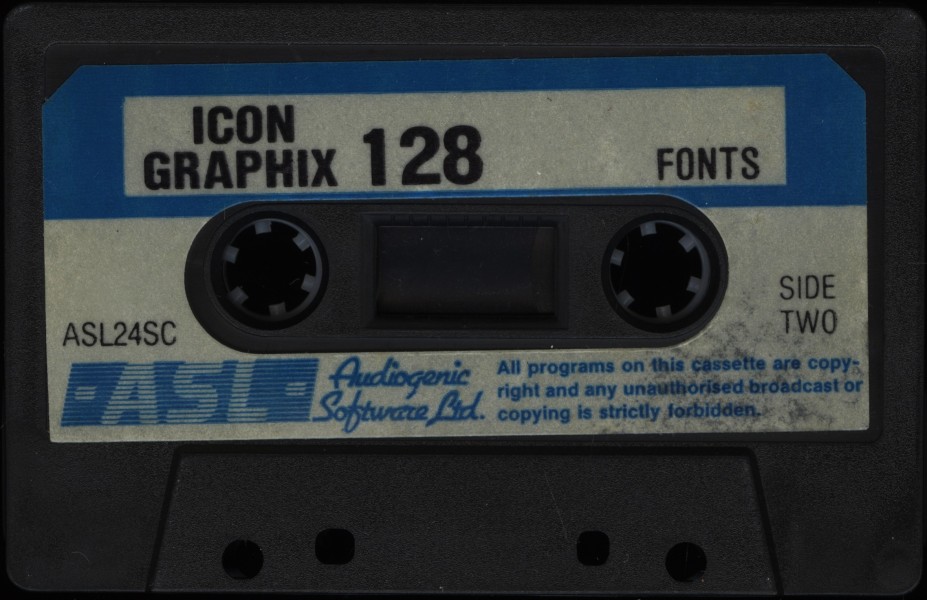 ICON
GRAPHIX 128
FONTS
SIDE
TWO
ASL24SC
ASL
Audiogenic
Software Ltd.
All programs on this cassette are copy-
right and any unauthorised broadcast or
copying is strictly forbidden.